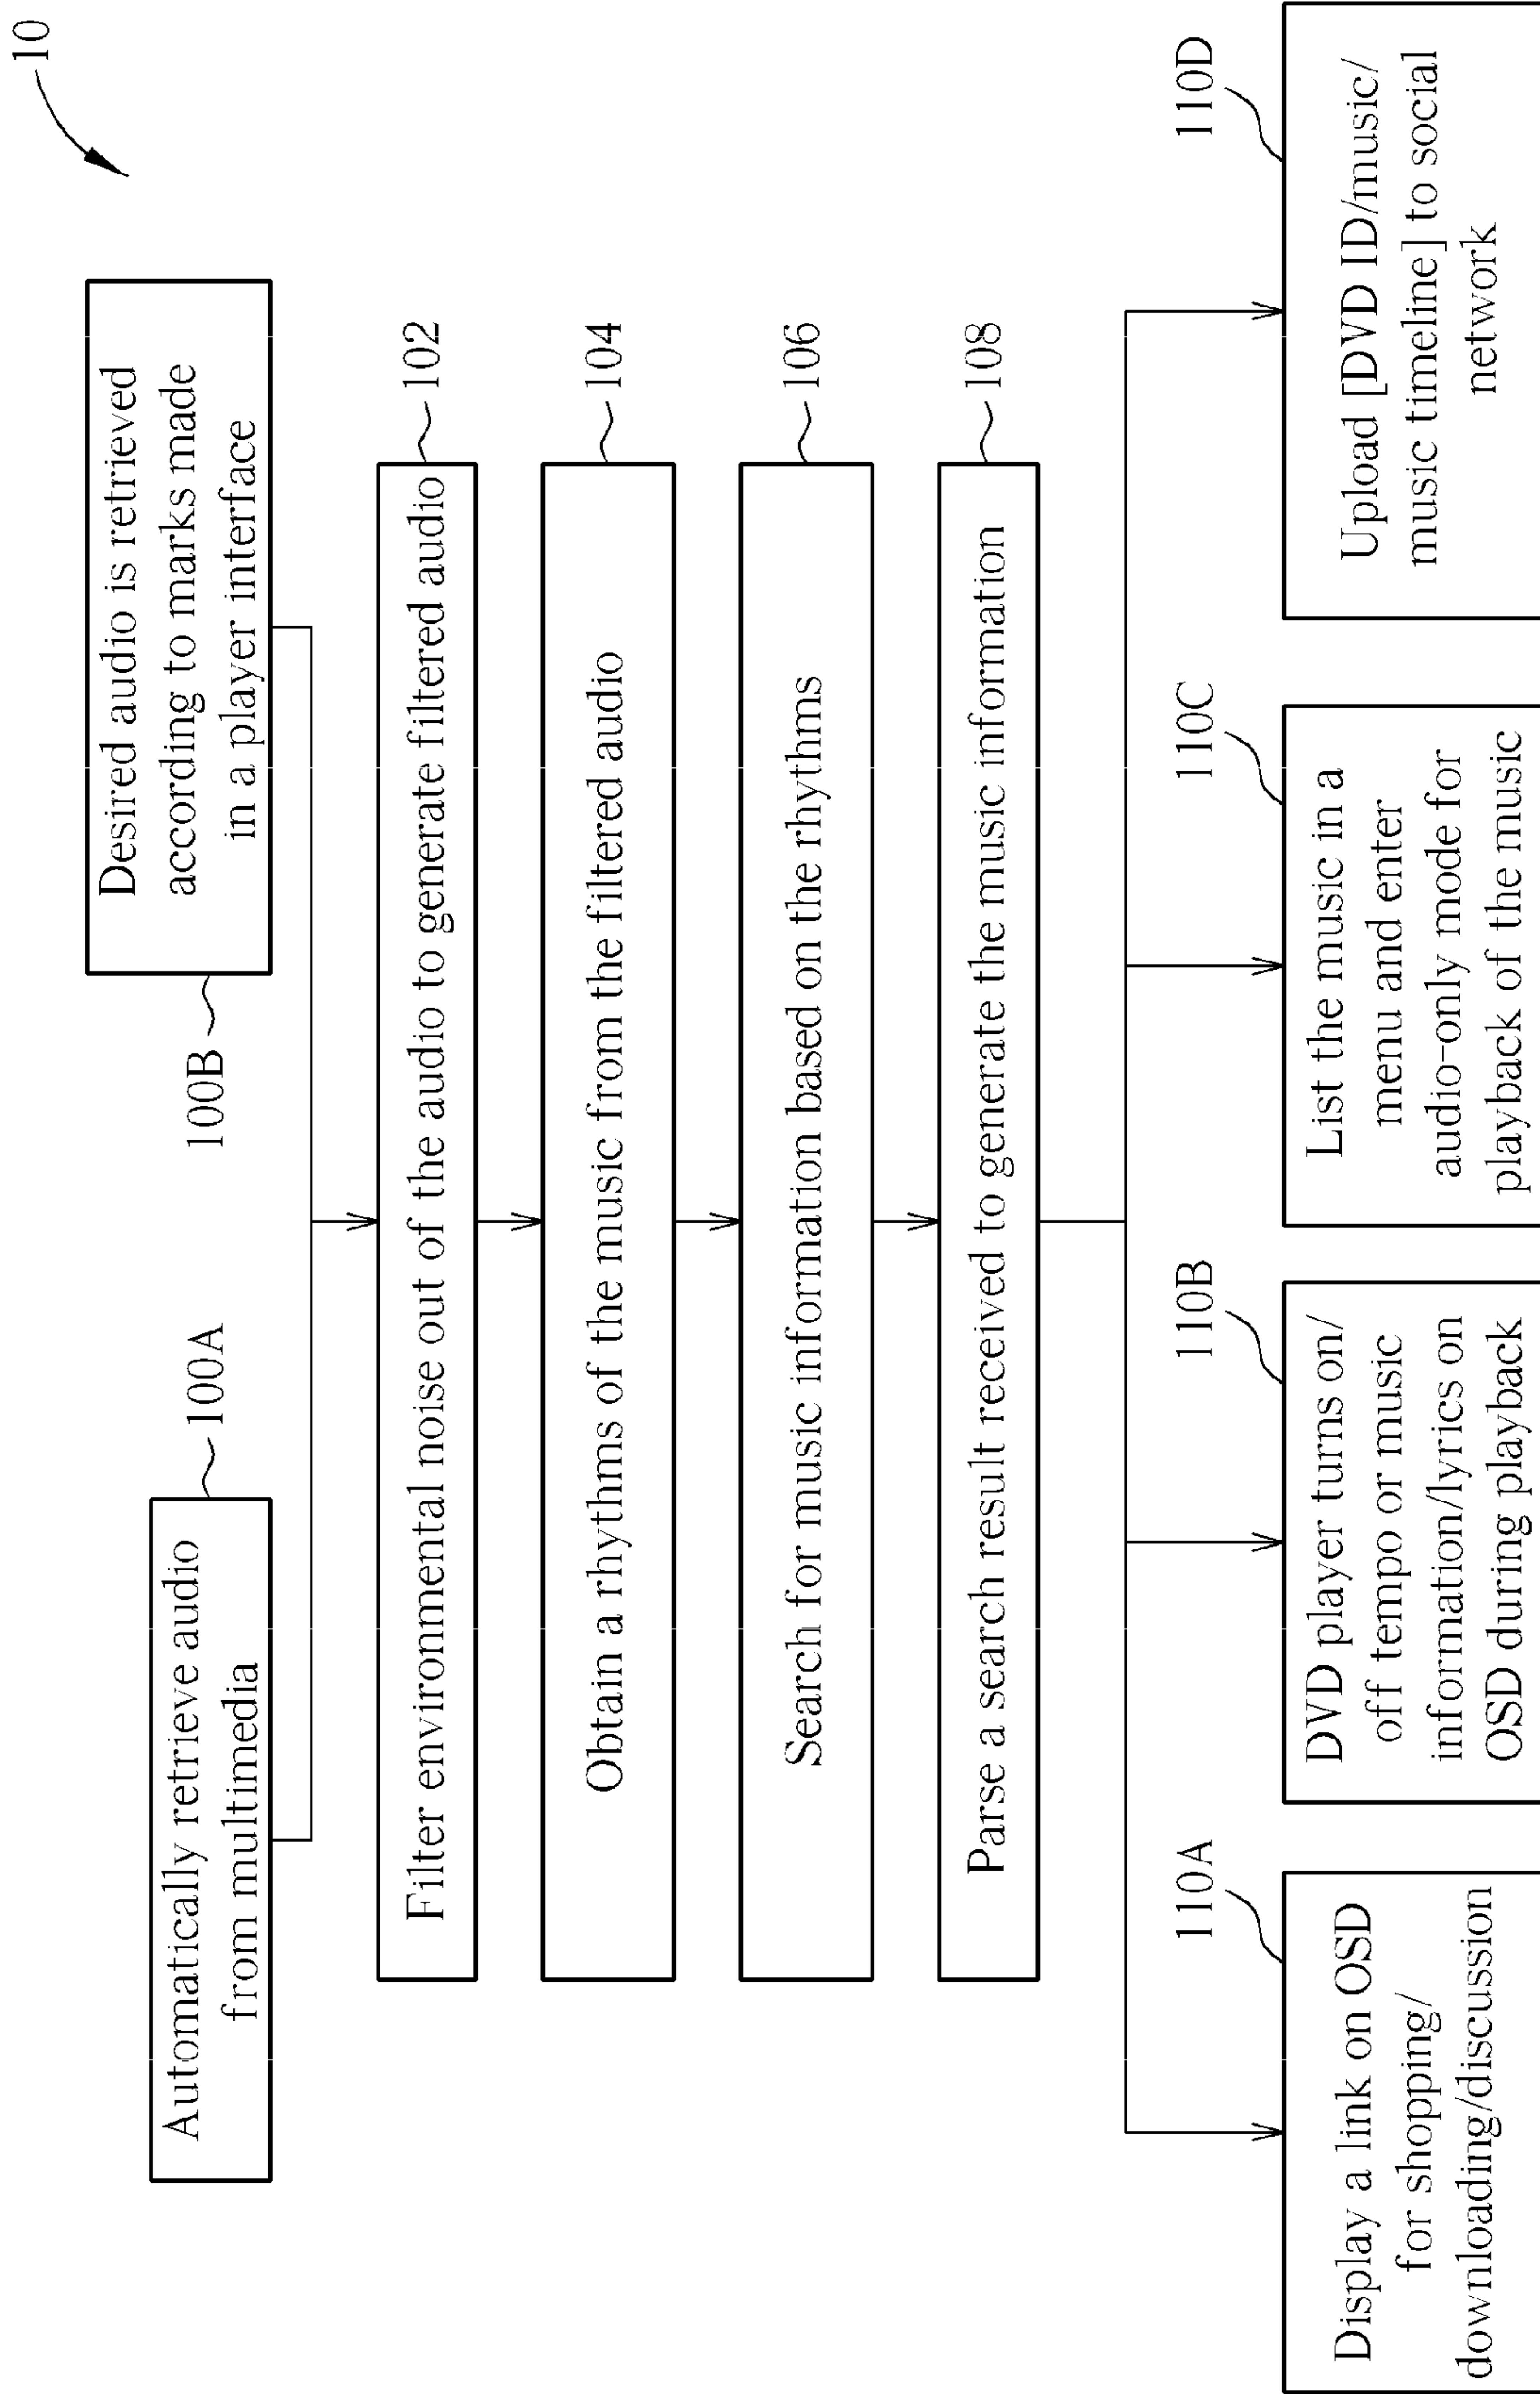 10
Automatically retrieve audio
from multimedia
100A
100B
Desired audio is retrieved
according to marks made
in a player interface
Filter environmental noise out of the audio to generate filtered audio
102
Obtain a rhythms of the music from the filtered audio
104
Search for music information based on the rhythms
106
Parse a search result received to generate the music information
108
110A
Display a link on OSD
for shopping/
downloading/discussion
110B
DVD player turns on/
off tempo or music
information/lyrics on
OSD during playback
110C
List the music in a
menu and enter
audio-only mode for
playback of the music
110D
Upload [DVD ID/music/
music timeline] to social
network